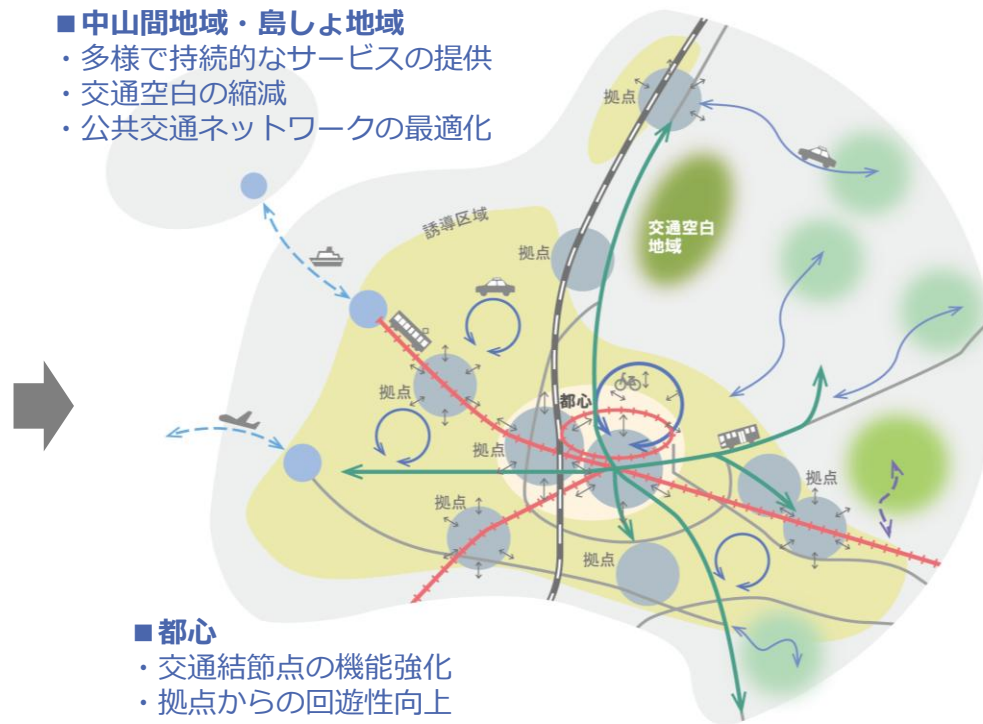 ■中山間地域・島しょ地域
・多様で持続的なサービスの提供
・交通空白の縮減
・公共交通ネットワークの最適化
拠点
誘導区域
交通空白
地域
拠点
拠点
都心
拠点
拠点
拠点
拠点
■都心
・交通結節点の機能強化
・拠点からの回遊性向上